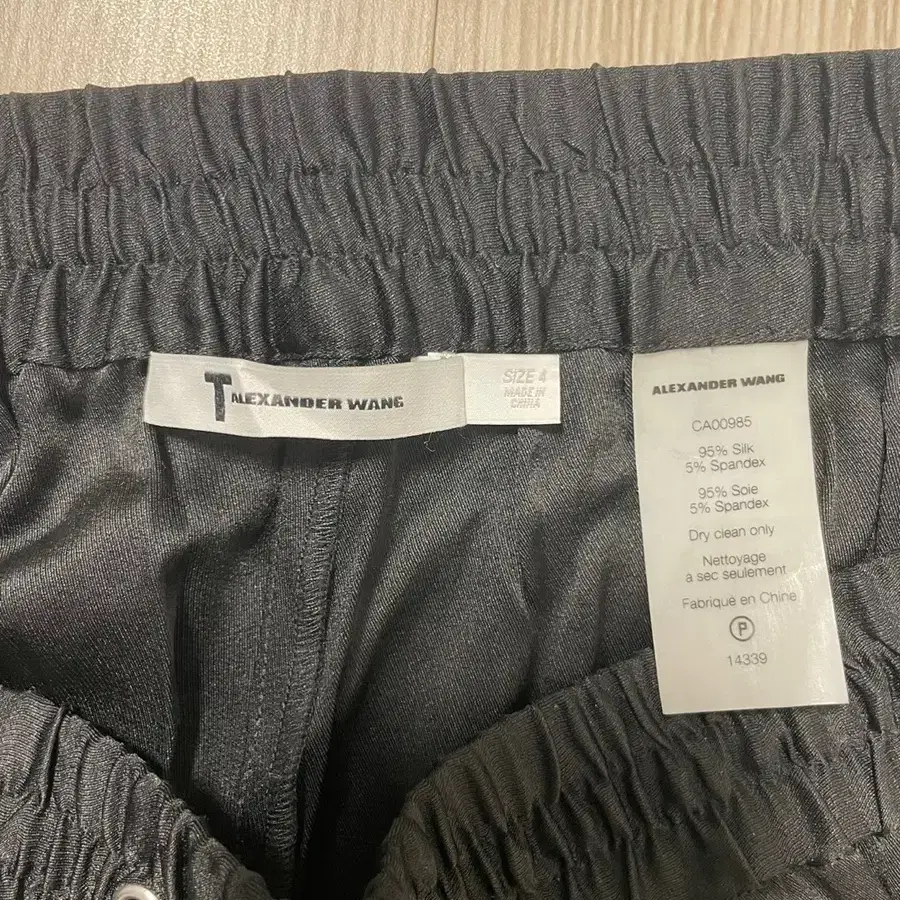 T ALEXANDER WANG
SIZE 4
MADE IN
CHINA
ALEXANDER WANG
CA00985
95% Silk
5% Spandex
95% Soie
5% Spandex
Dry clean only
Nettoyage
a sec seulement
Fabriqué en Chine
P
14339